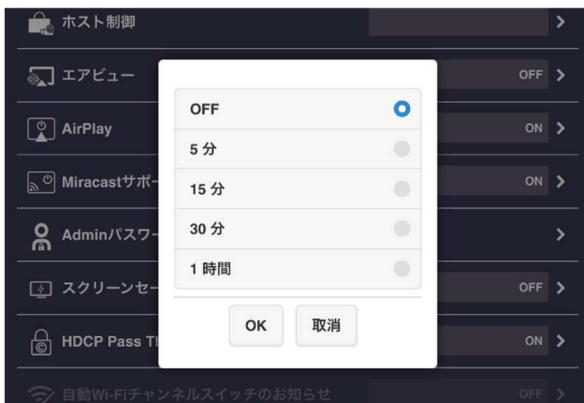 ホスト制御
エアビュー
OFF
AirPlay
ON
Miracastサポー
ON
Adminパスワー
スクリーンセー
OFF
HDCP Pass T
ON
自動Wi-Fiチャンネルスイッチのお知らせ
OFF
OFF
5 分
15 分
30 分
1 時間
OK
取消